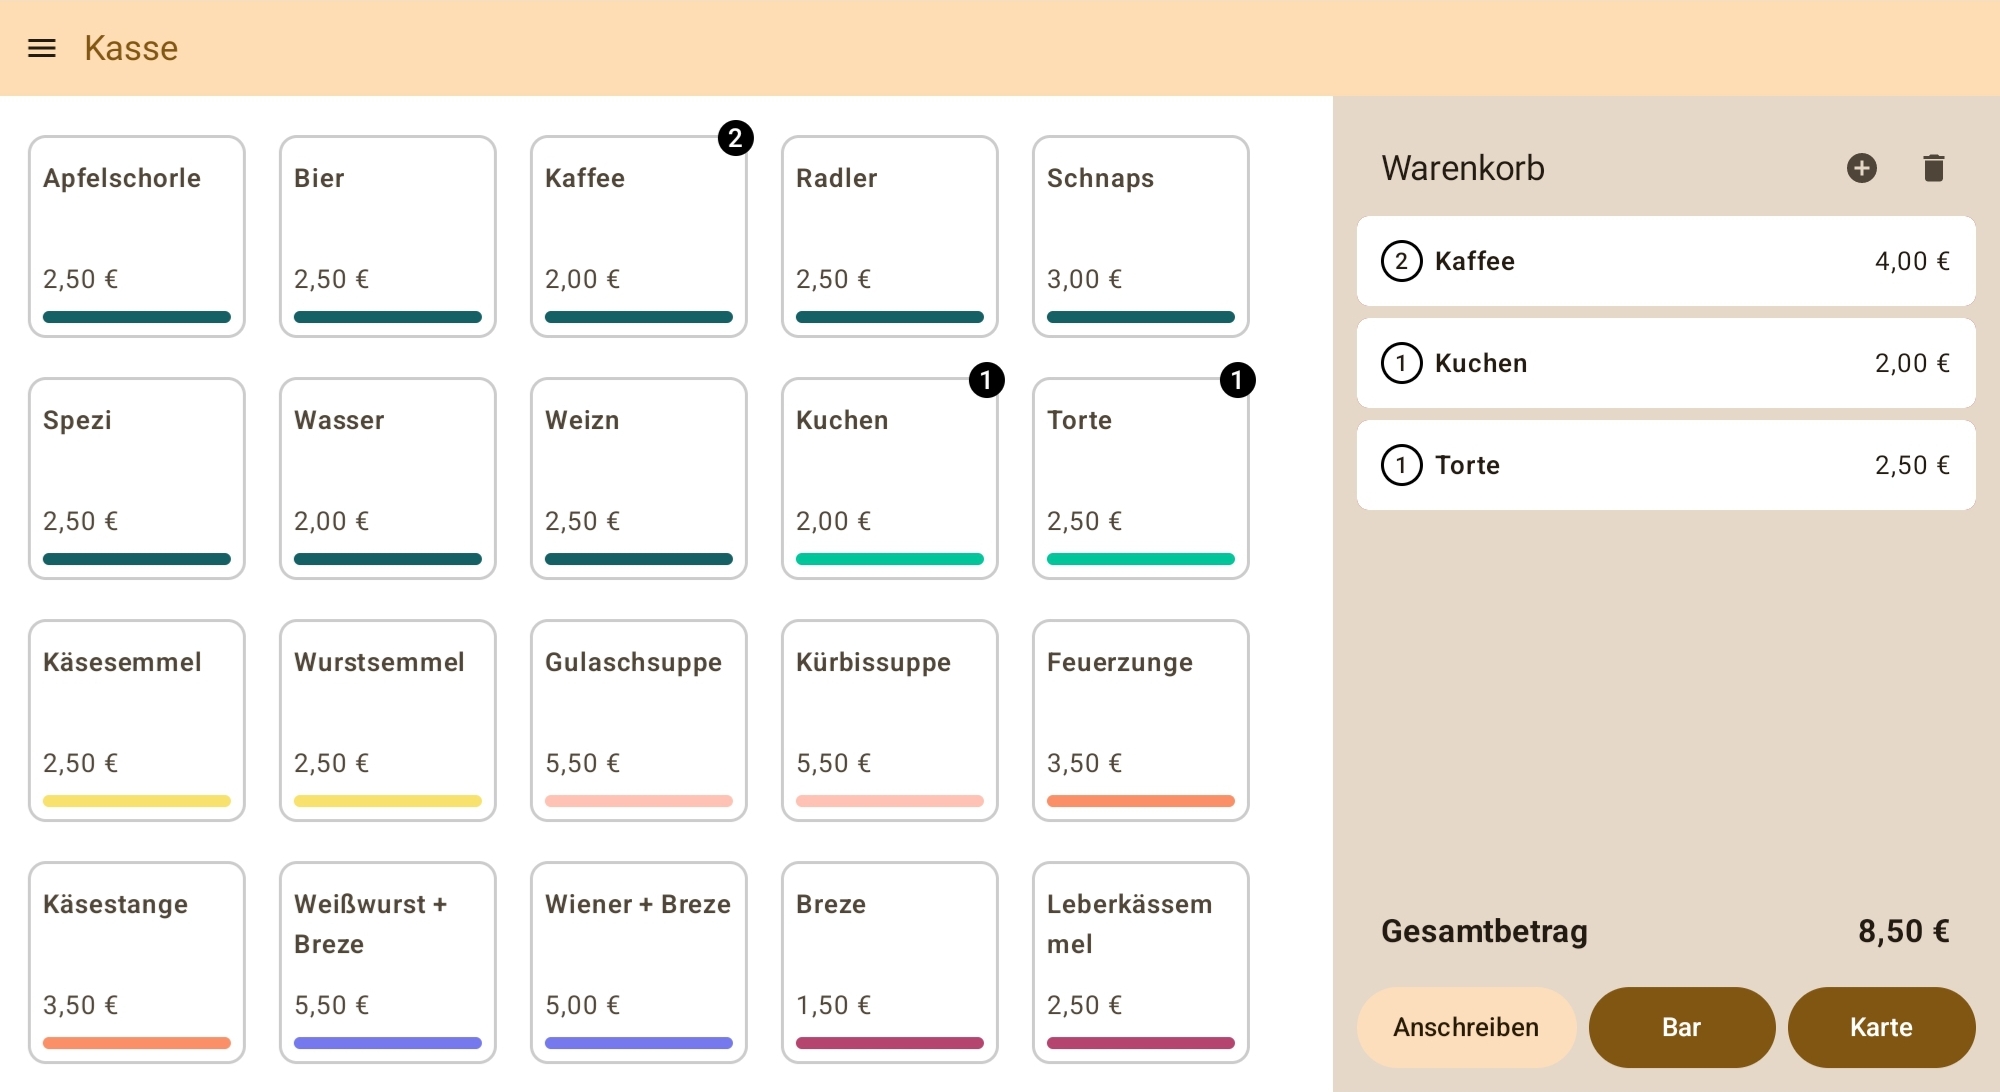 Kasse
Apfelschorle
2,50 €
Bier
2,50 €
2
Kaffee
2,00 €
Radler
2,50 €
Schnaps
3,00 €
Spezi
2,50 €
Wasser
2,00 €
Weizn
2,50 €
1
Kuchen
2,00 €
1
Torte
2,50 €
Käsesemmel
2,50 €
Wurstsemmel
2,50 €
Gulaschsuppe
5,50 €
Kürbissuppe
5,50 €
Feuerzunge
3,50 €
Käsestange
3,50 €
Weißwurst +
Breze
5,50 €
Wiener + Breze
5,00 €
Breze
1,50 €
Leberkässem
mel
2,50 €
Warenkorb
2 Kaffee 4,00 €
1 Kuchen 2,00 €
1 Torte 2,50 €
Gesamtbetrag 8,50 €
Anschreiben Bar Karte